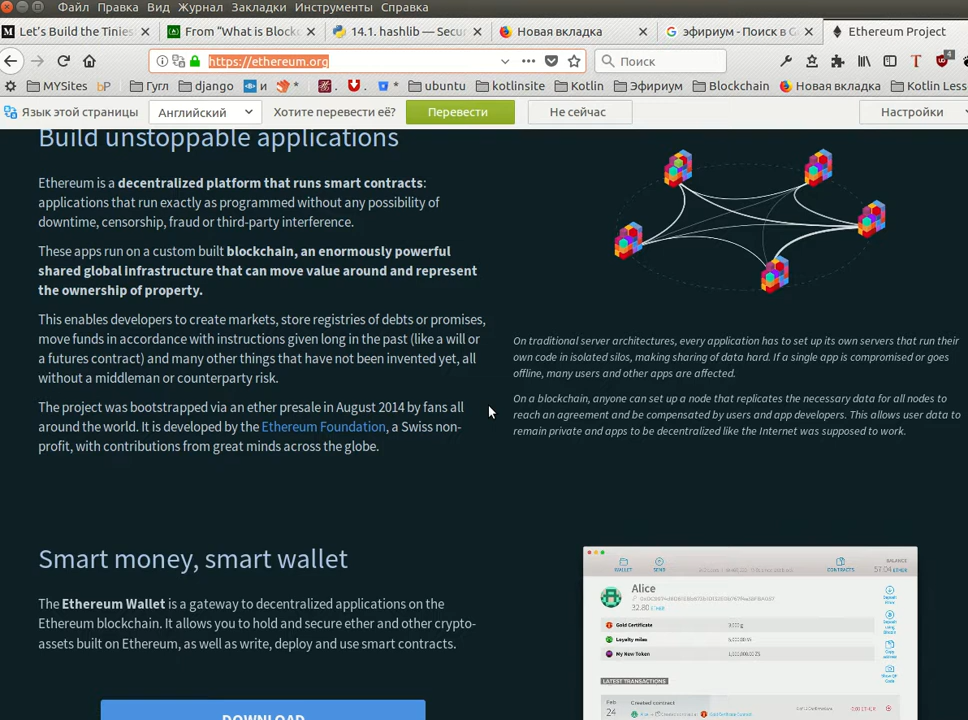 Файл Правка Вид Журнал Закладки Инструменты Справка
Let's Build the Tinies From "What is Block 14.1. hashlib — Secur Новая вкладка эфириум - Поиск в G Ethereum Project
https://ethereum.org Поиск
MYSites bP Гугл django и ubuntu kotlinsite Kotlin Эфириум Blockchain Новая вкладка Kotlin Less
Язык этой страницы Английский Хотите перевести её? Перевести Не сейчас Настройки
Build unstoppable applications
Ethereum is a decentralized platform that runs smart contracts:
applications that run exactly as programmed without any possibility of
downtime, censorship, fraud or third-party interference.
These apps run on a custom built blockchain, an enormously powerful
shared global infrastructure that can move value around and represent
the ownership of property.
This enables developers to create markets, store registries of debts or promises,
move funds in accordance with instructions given long in the past (like a will or
a futures contract) and many other things that have not been invented yet, all
without a middleman or counterparty risk.
The project was bootstrapped via an ether presale in August 2014 by fans all
around the world. It is developed by the Ethereum Foundation, a Swiss non-
profit, with contributions from great minds across the globe.
On traditional server architectures, every application has to set up its own servers that run their
own code in isolated silos, making sharing of data hard. If a single app is compromised or goes
offline, many users and other apps are affected.
On a blockchain, anyone can set up a node that replicates the necessary data for all nodes to
reach an agreement and be compensated by users and app developers. This allows user data to
remain private and apps to be decentralized like the Internet was supposed to work.
Smart money, smart wallet
The Ethereum Wallet is a gateway to decentralized applications on the
Ethereum blockchain. It allows you to hold and secure ether and other crypto-
assets built on Ethereum, as well as write, deploy and use smart contracts.
DOWNLOAD
WALLET SEND CONTRACTS BALANCE
57.04 ETHER
Alice
32.80 ETHER
Gold Certificate
Loyalty miles
My New Token
LATEST TRANSACTIONS
Feb
24
Created contract